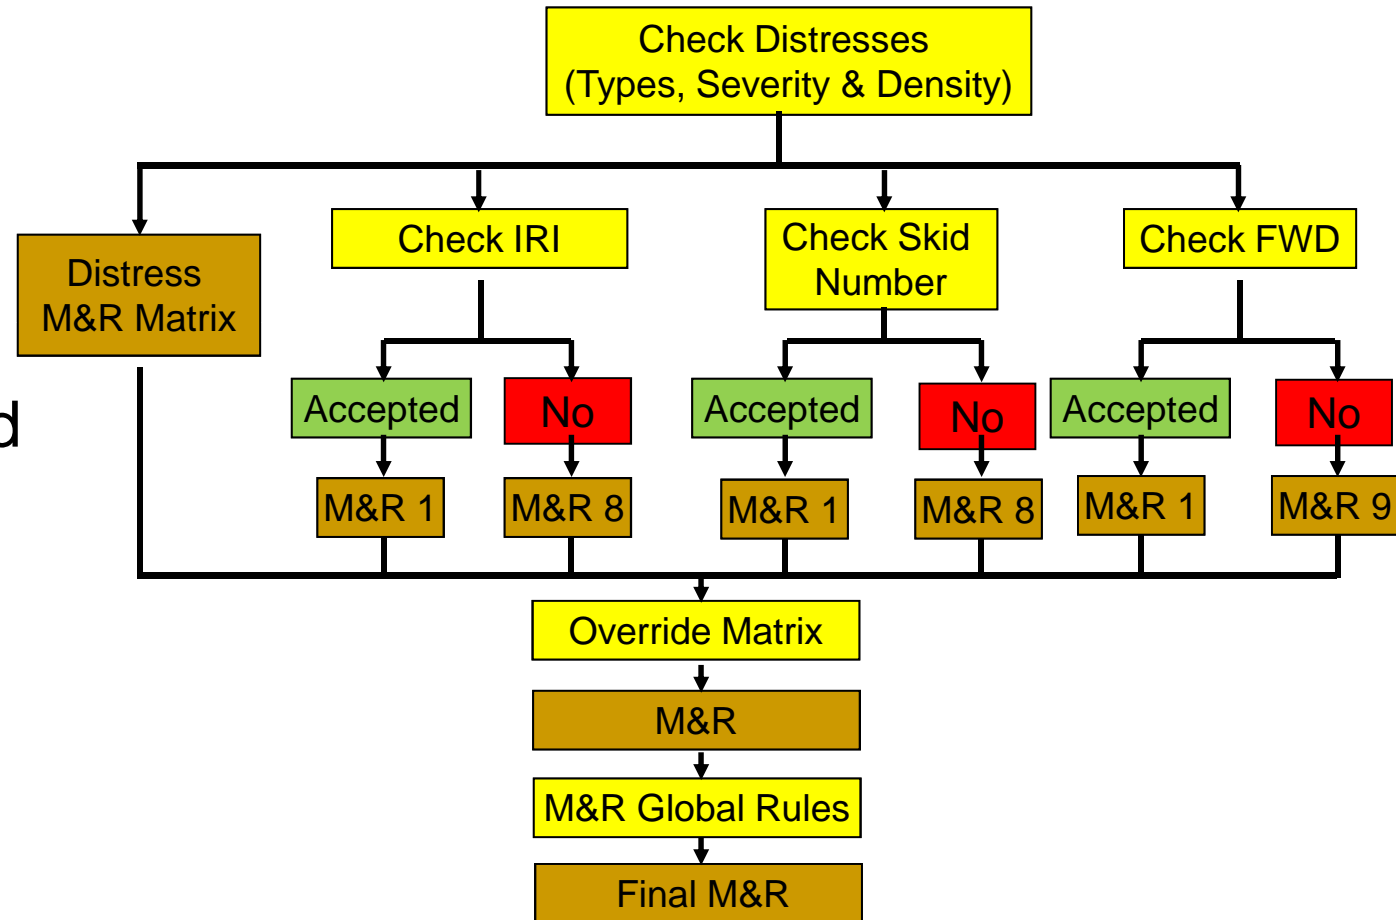 Check Distresses
(Types, Severity & Density)
Distress
M&R Matrix
Check IRI
Check Skid
Number
Check FWD
Accepted
No
Accepted
No
Accepted
No
M&R 1
M&R 8
M&R 1
M&R 8
M&R 1
M&R 9
d
Override Matrix
M&R
M&R Global Rules
Final M&R